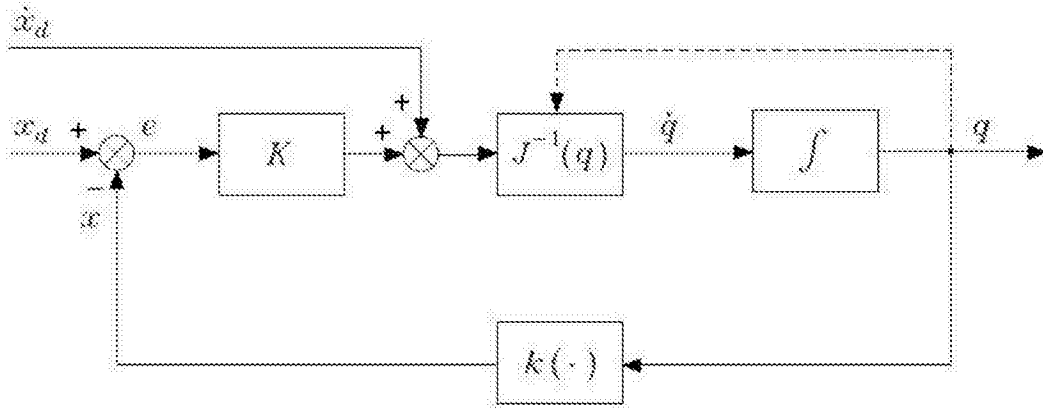 ẋ_d
+
x_d + e K + J⁻¹(q) q̇ ∫ q
−
x
k(·)